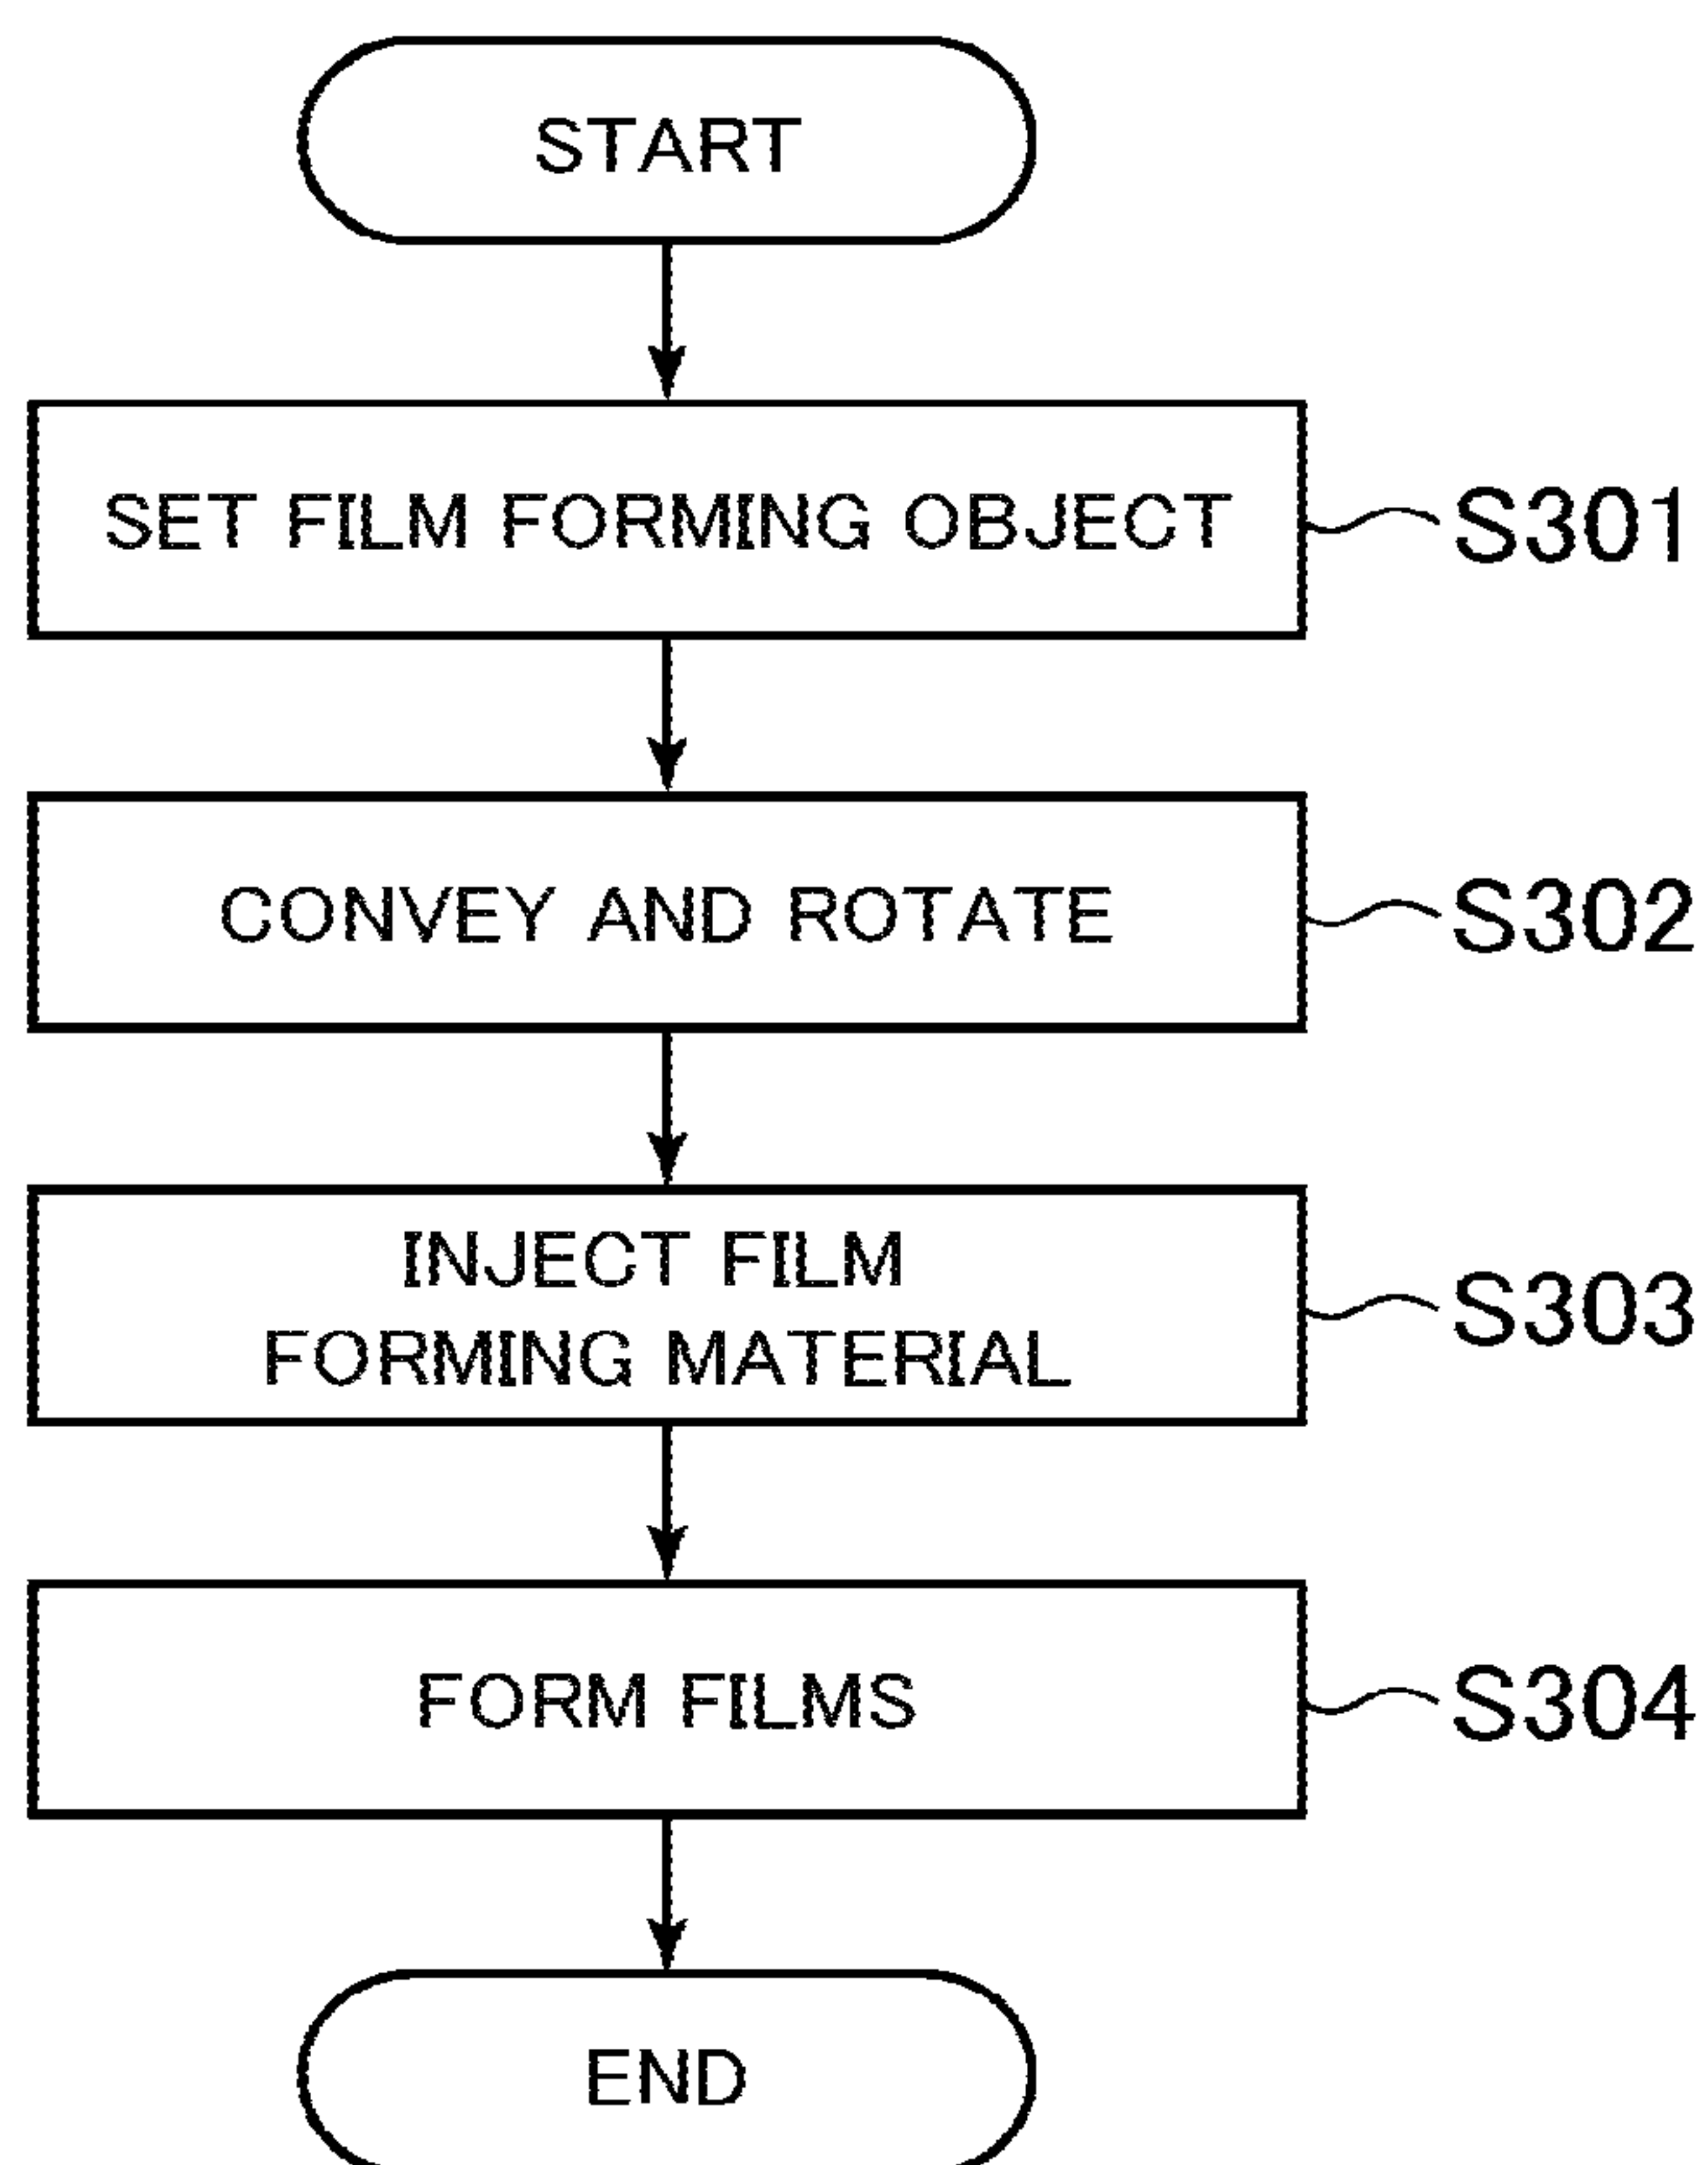 START
SET FILM FORMING OBJECT
S301
CONVEY AND ROTATE
S302
INJECT FILM
FORMING MATERIAL
S303
FORM FILMS
S304
END